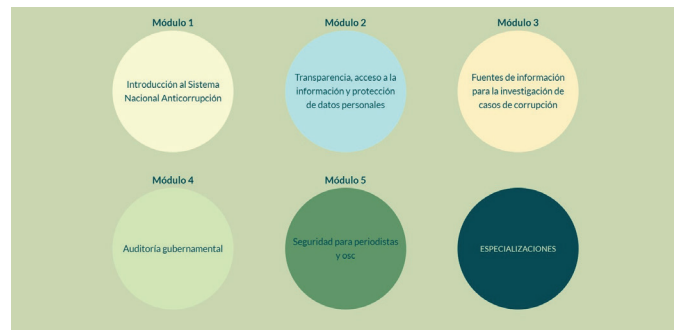 Módulo 1
Módulo 2
Módulo 3
Introducción al Sistema
Nacional Anticorrupción
Transparencia, acceso a la
información y protección
de datos personales
Fuentes de información
para la investigación de
casos de corrupción
Módulo 4
Módulo 5
Auditoría gubernamental
Seguridad para periodistas
y osc
ESPECIALIZACIONES